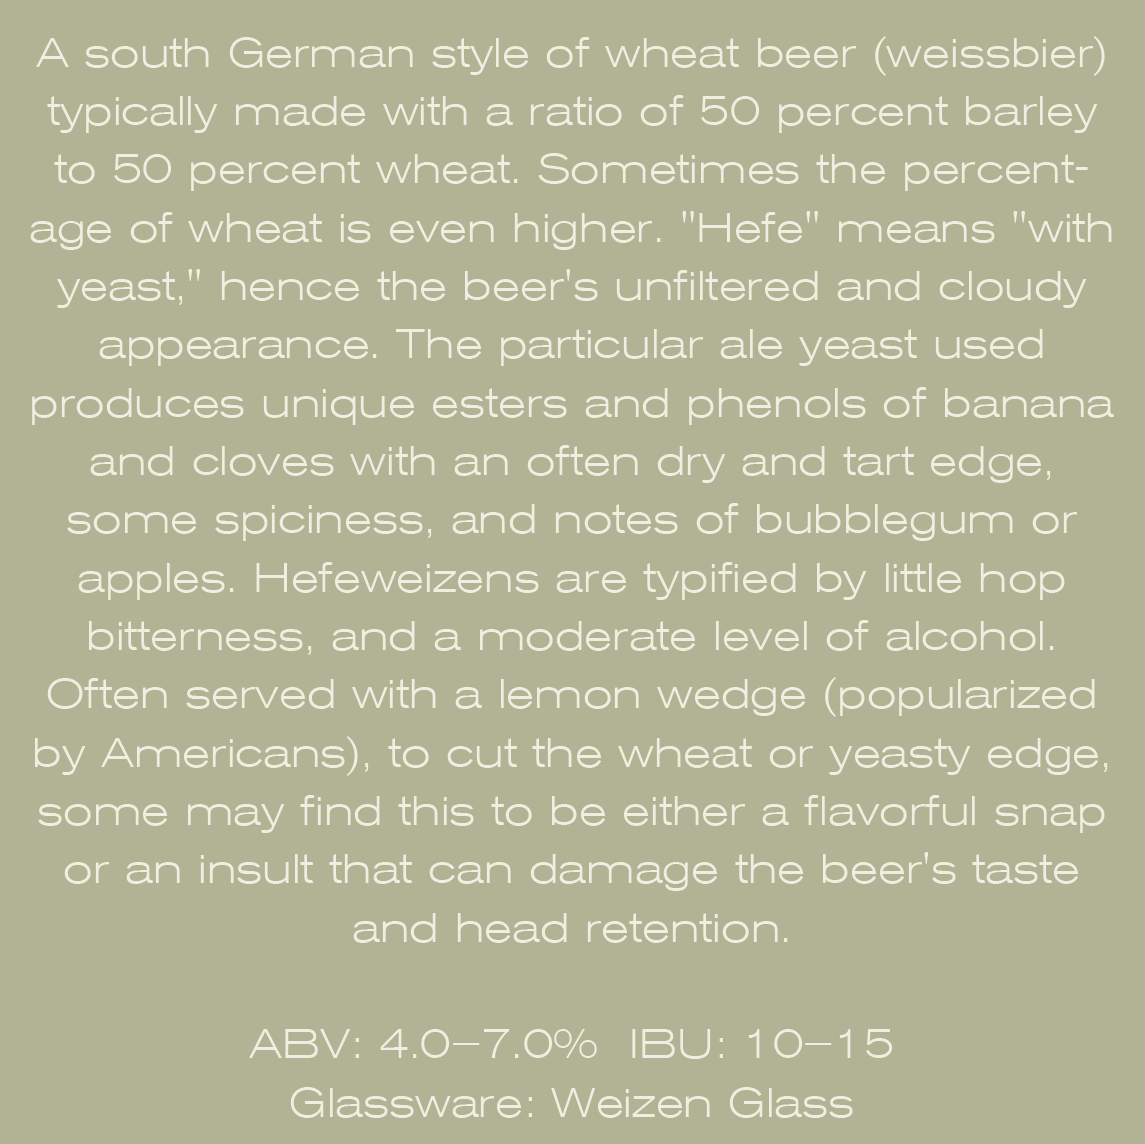 A south German style of wheat beer (weissbier)
typically made with a ratio of 50 percent barley
to 50 percent wheat. Sometimes the percent-
age of wheat is even higher. "Hefe" means "with
yeast," hence the beer's unfiltered and cloudy
appearance. The particular ale yeast used
produces unique esters and phenols of banana
and cloves with an often dry and tart edge,
some spiciness, and notes of bubblegum or
apples. Hefeweizens are typified by little hop
bitterness, and a moderate level of alcohol.
Often served with a lemon wedge (popularized
by Americans), to cut the wheat or yeasty edge,
some may find this to be either a flavorful snap
or an insult that can damage the beer's taste
and head retention.
ABV: 4.0–7.0%  IBU: 10–15
Glassware: Weizen Glass